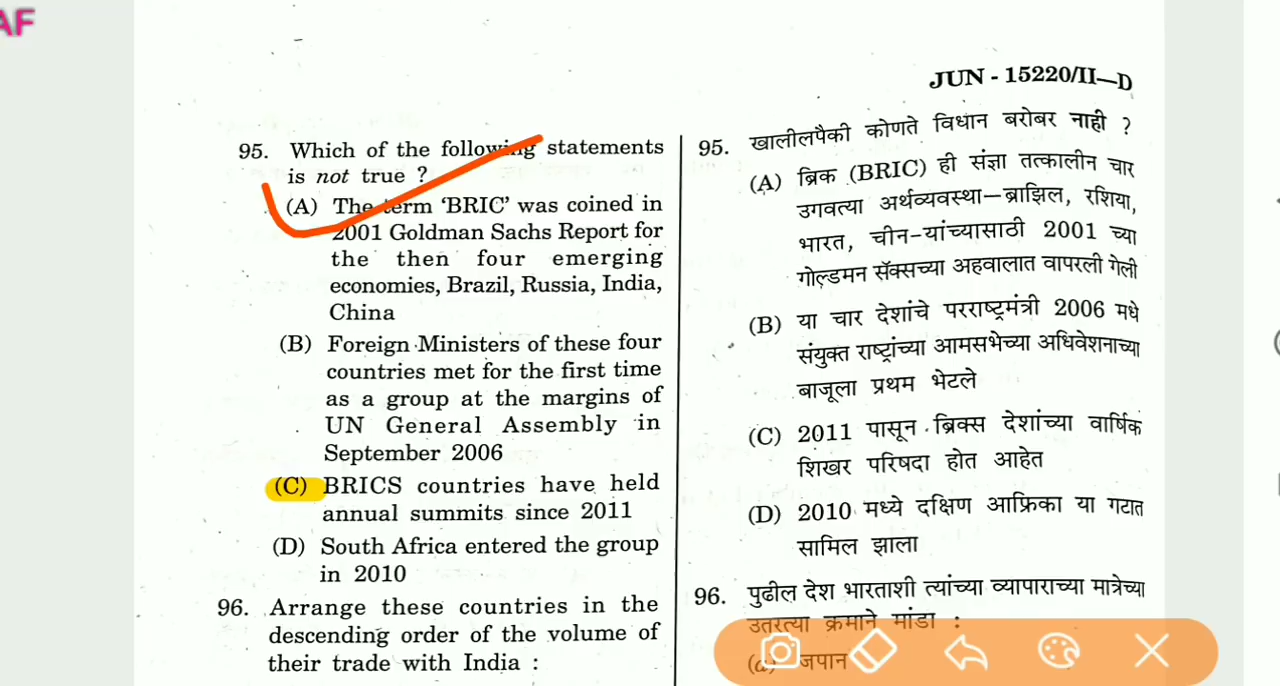 AF
JUN - 15220/II—D
95. Which of the following statements
is not true ?
(A) The term ‘BRIC’ was coined in
2001 Goldman Sachs Report for
the then four emerging
economies, Brazil, Russia, India,
China
(B) Foreign Ministers of these four
countries met for the first time
as a group at the margins of
UN General Assembly in
September 2006
(C) BRICS countries have held
annual summits since 2011
(D) South Africa entered the group
in 2010
96. Arrange these countries in the
descending order of the volume of
their trade with India :
95. खालीलपैकी कोणते विधान बरोबर नाही ?
(A) ब्रिक (BRIC) ही संज्ञा तत्कालीन चार
उगवत्या अर्थव्यवस्था—ब्राझिल, रशिया,
भारत, चीन-यांच्यासाठी 2001 च्या
गोल्डमन सॅक्सच्या अहवालात वापरली गेली
(B) या चार देशांचे परराष्ट्रमंत्री 2006 मधे
संयुक्त राष्ट्रांच्या आमसभेच्या अधिवेशनाच्या
बाजूला प्रथम भेटले
(C) 2011 पासून ब्रिक्स देशांच्या वार्षिक
शिखर परिषदा होत आहेत
(D) 2010 मध्ये दक्षिण आफ्रिका या गटात
सामिल झाला
96. पुढील देश भारताशी त्यांच्या व्यापाराच्या मात्रेच्या
उतरत्या क्रमाने मांडा :
(a) जपान